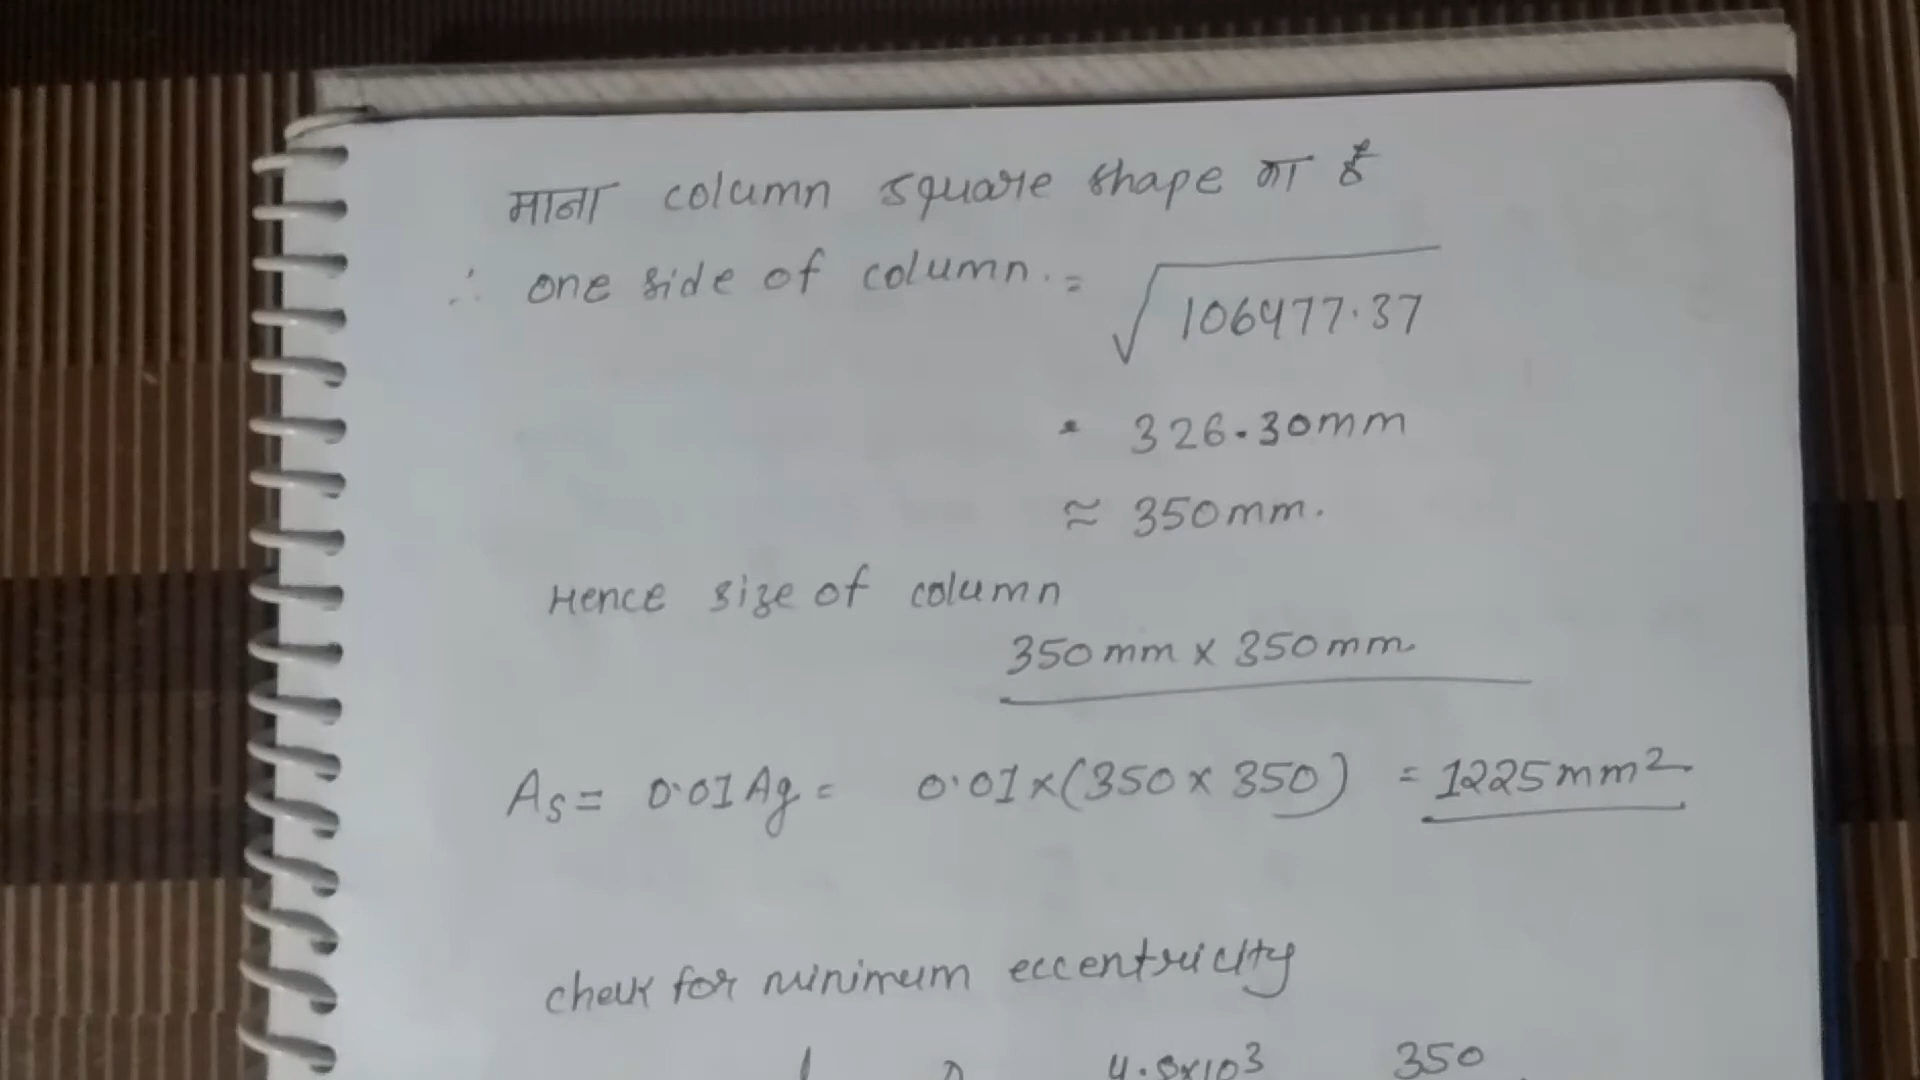 माना column square shape का है
∴ one side of column. = √106477.37
= 326.30mm
≈ 350mm.
Hence size of column
350mm x 350mm
As = 0.01Ag = 0.01x(350 x 350) = 1225mm²
check for minimum eccentricity
350